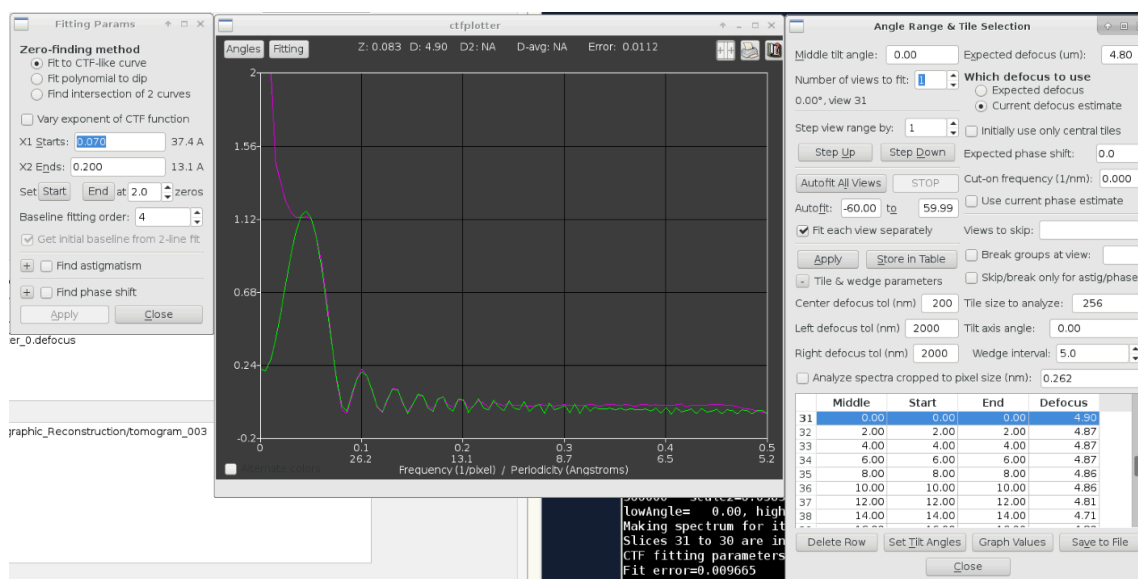 Fitting Params
Zero-finding method
Fit to CTF-like curve
Fit polynomial to dip
Find intersection of 2 curves
Vary exponent of CTF function
X1 Starts: 0.070 37.4 A
X2 Ends: 0.200 13.1 A
Set Start End at 2.0 zeros
Baseline fitting order: 4
Get initial baseline from 2-line fit
+ Find astigmatism
+ Find phase shift
Apply Close
er_0.defocus
graphic_Reconstruction/tomogram_003
ctfplotter
Angles Fitting Z: 0.083 D: 4.90 D2: NA D-avg: NA Error: 0.0112
2
1.56
1.12
0.68
0.24
-0.2
0 0.1 0.2 0.3 0.4 0.5
26.2 13.1 8.7 6.5 5.2
Frequency (1/pixel) / Periodicity (Angstroms)
Alternate colors
lowAngle= 0.00, high
Making spectrum for it
Slices 31 to 30 are in
CTF fitting parameters
Fit error=0.009665
Angle Range & Tile Selection
Middle tilt angle: 0.00 Expected defocus (um): 4.80
Number of views to fit: 1 Which defocus to use
Expected defocus
0.00°, view 31 Current defocus estimate
Step view range by: 1 Initially use only central tiles
Step Up Step Down Expected phase shift: 0.0
Autofit All Views STOP Cut-on frequency (1/nm): 0.000
Autofit: -60.00 to 59.99 Use current phase estimate
Fit each view separately Views to skip:
Apply Store in Table Break groups at view:
- Tile & wedge parameters Skip/break only for astig/phase
Center defocus tol (nm) 200 Tile size to analyze: 256
Left defocus tol (nm) 2000 Tilt axis angle: 0.00
Right defocus tol (nm) 2000 Wedge interval: 5.0
Analyze spectra cropped to pixel size (nm): 0.262
Middle Start End Defocus
31 0.00 0.00 0.00 4.90
32 2.00 2.00 2.00 4.87
33 4.00 4.00 4.00 4.87
34 6.00 6.00 6.00 4.87
35 8.00 8.00 8.00 4.86
36 10.00 10.00 10.00 4.86
37 12.00 12.00 12.00 4.81
38 14.00 14.00 14.00 4.71
Delete Row Set Tilt Angles Graph Values Save to File
Close